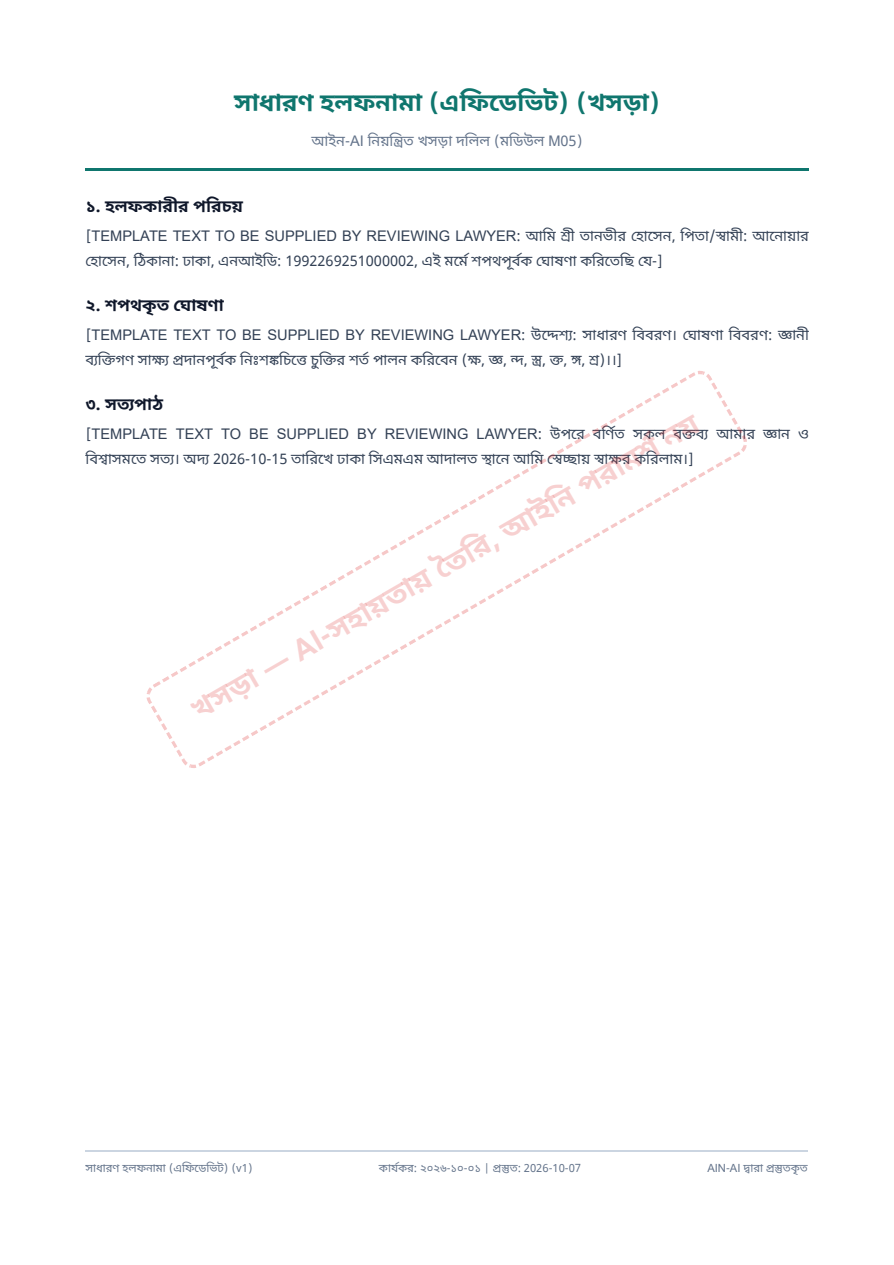 সাধারণ হলফনামা (এফিডেভিট) (খসড়া)
আইন-AI নিয়ন্ত্রিত খসড়া দলিল (মডিউল M05)
১. হলফকারীর পরিচয়
[TEMPLATE TEXT TO BE SUPPLIED BY REVIEWING LAWYER: আমি শ্রী তানভীর হোসেন, পিতা/স্বামী: আনোয়ার
হোসেন, ঠিকানা: ঢাকা, এনআইডি: 1992269251000002, এই মর্মে শপথপূর্বক ঘোষণা করিতেছি যে-]
২. শপথকৃত ঘোষণা
[TEMPLATE TEXT TO BE SUPPLIED BY REVIEWING LAWYER: উদ্দেশ্য: সাধারণ বিবরণ। ঘোষণা বিবরণ: জ্ঞানী
ব্যক্তিগণ সাক্ষ্য প্রদানপূর্বক নিঃশঙ্কচিত্তে চুক্তির শর্ত পালন করিবেন (ক্ষ, জ্ঞ, ন্দ, স্ত্র, ক্ত, ঙ্গ, শ্র)।।]
৩. সত্যপাঠ
[TEMPLATE TEXT TO BE SUPPLIED BY REVIEWING LAWYER: উপরে বর্ণিত সকল বক্তব্য আমার জ্ঞান ও
বিশ্বাসমতে সত্য। অদ্য 2026-10-15 তারিখে ঢাকা সিএমএম আদালত স্থানে আমি স্বেচ্ছায় স্বাক্ষর করিলাম।]
খসড়া — AI-সহায়তায় তৈরি, আইনি পরামর্শ নয়
সাধারণ হলফনামা (এফিডেভিট) (v1)
কার্যকর: ২০২৬-১০-০১ | প্রস্তুত: 2026-10-07
AIN-AI দ্বারা প্রস্তুতকৃত